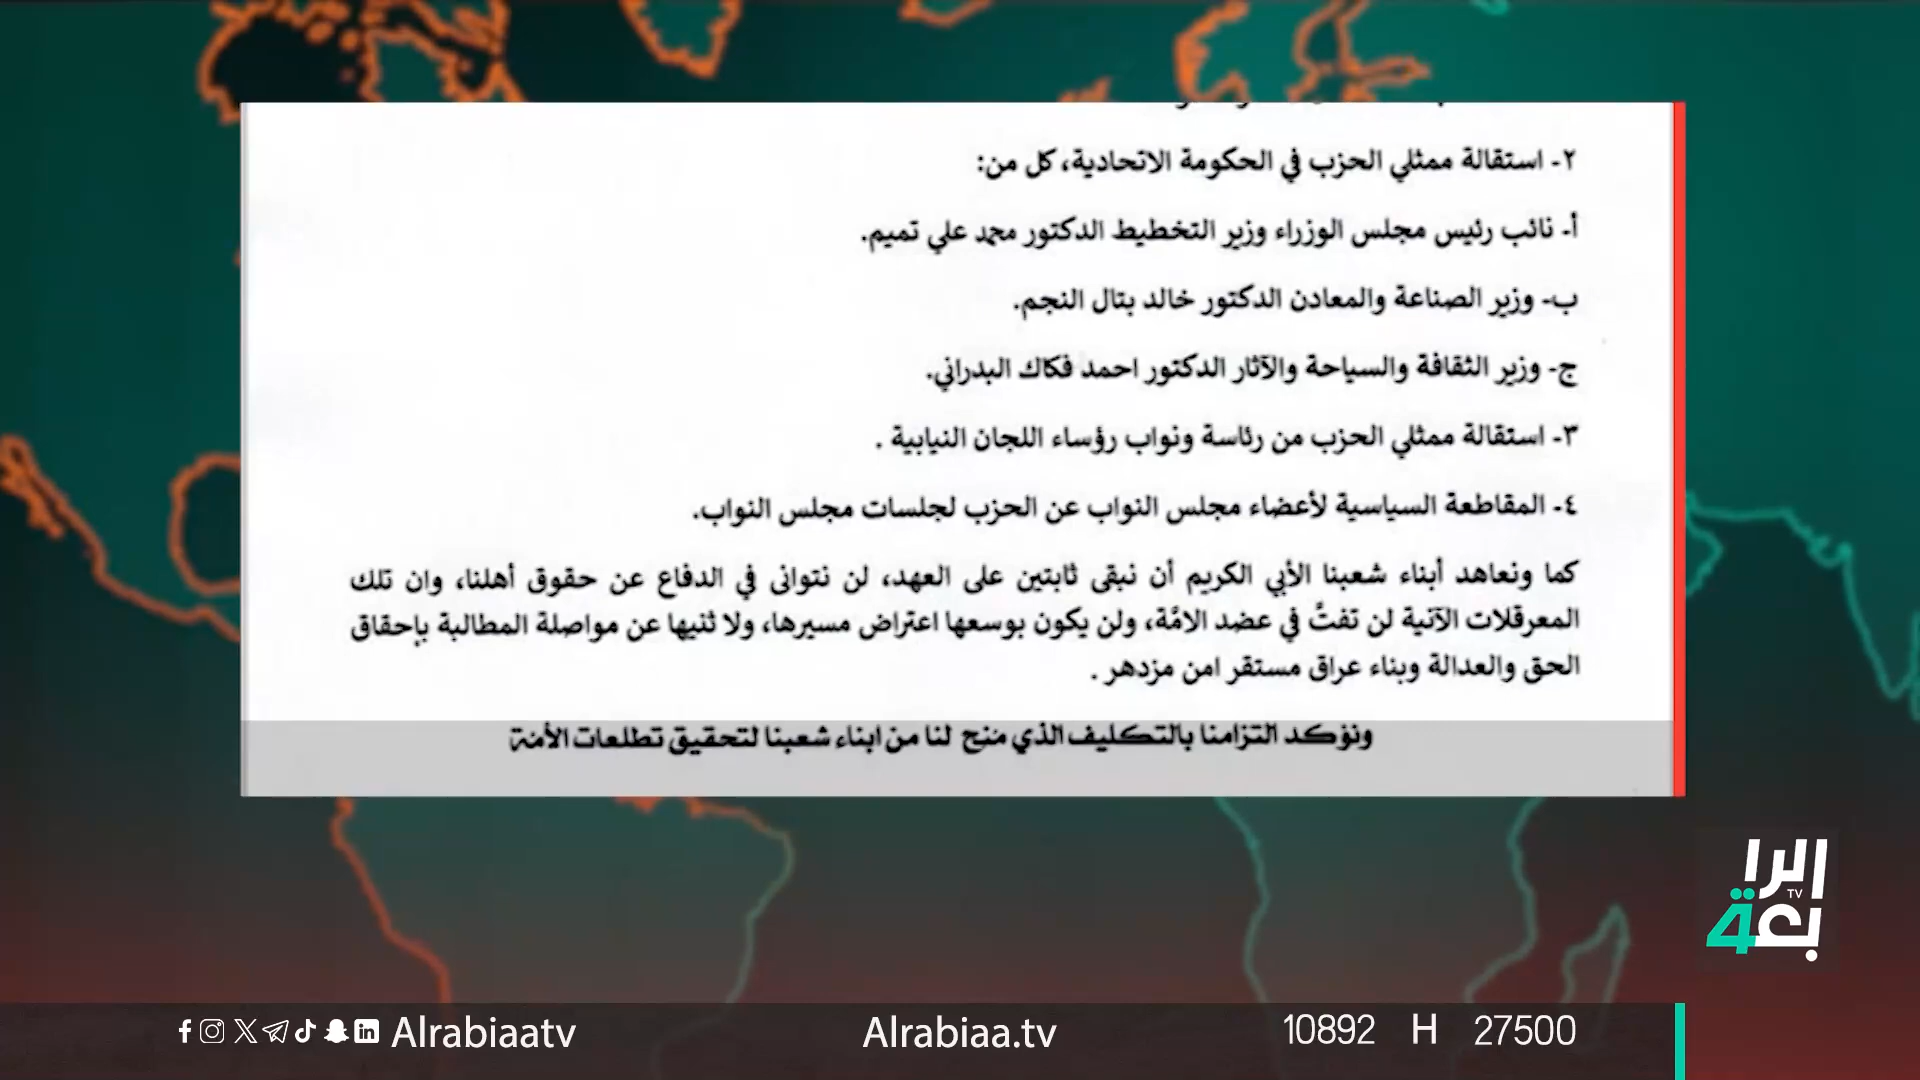 ٢- استقالة ممثلي الحزب في الحكومة الاتحادية، كل من:
أ- نائب رئيس مجلس الوزراء وزير التخطيط الدكتور محمد علي تميم.
ب- وزير الصناعة والمعادن الدكتور خالد بتال النجم.
ج- وزير الثقافة والسياحة والآثار الدكتور احمد فكاك البدراني.
٣- استقالة ممثلي الحزب من رئاسة ونواب رؤساء اللجان النيابية .
٤- المقاطعة السياسية لأعضاء مجلس النواب عن الحزب لجلسات مجلس النواب.
كما ونعاهد أبناء شعبنا الأبي الكريم أن نبقى ثابتين على العهد، لن نتوانى في الدفاع عن حقوق أهلنا، وان تلك
المعرقلات الآتية لن تفتَّ في عضد الامَّة، ولن يكون بوسعها اعتراض مسيرها، ولا ثنيها عن مواصلة المطالبة بإحقاق
الحق والعدالة وبناء عراق مستقر امن مزدهر .
ونؤكد التزامنا بالتكليف الذي منح لنا من ابناء شعبنا لتحقيق تطلعات الأمة
الرابعة
TV
Alrabiaatv
Alrabiaa.tv
10892 H 27500